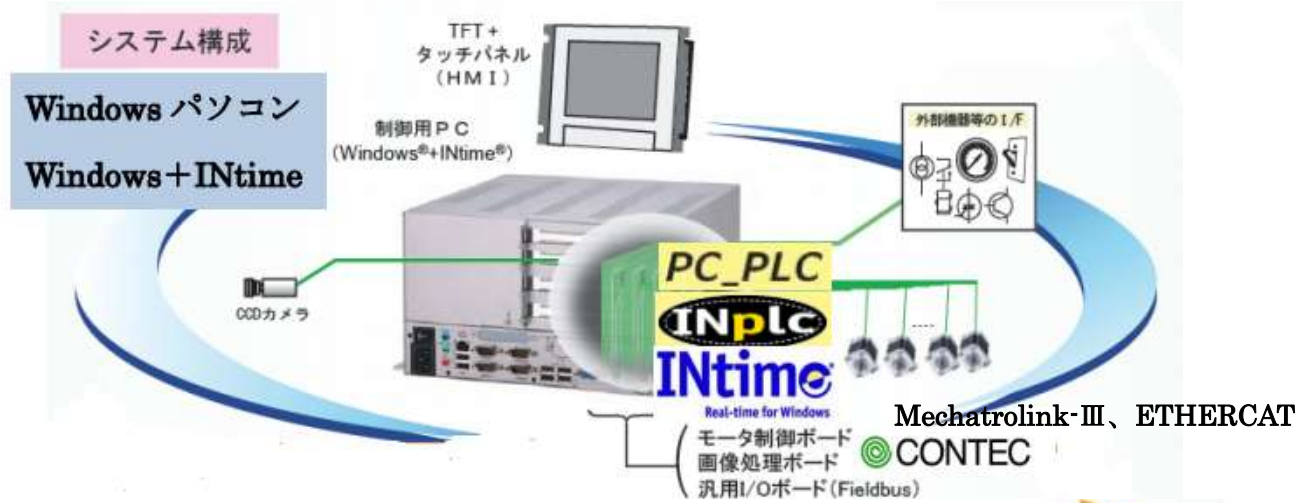 システム構成
Windows パソコン
Windows＋INtime
TFT＋
タッチパネル
（ＨＭＩ）
制御用ＰＣ
(Windows®+INtime®)
外部機器等のＩ/Ｆ
CCDカメラ
PC_PLC
INplc
INtime
Real-time for Windows
....
Mechatrolink-Ⅲ、ETHERCAT
モータ制御ボード
CONTEC
画像処理ボード
汎用I/Oボード(Fieldbus)